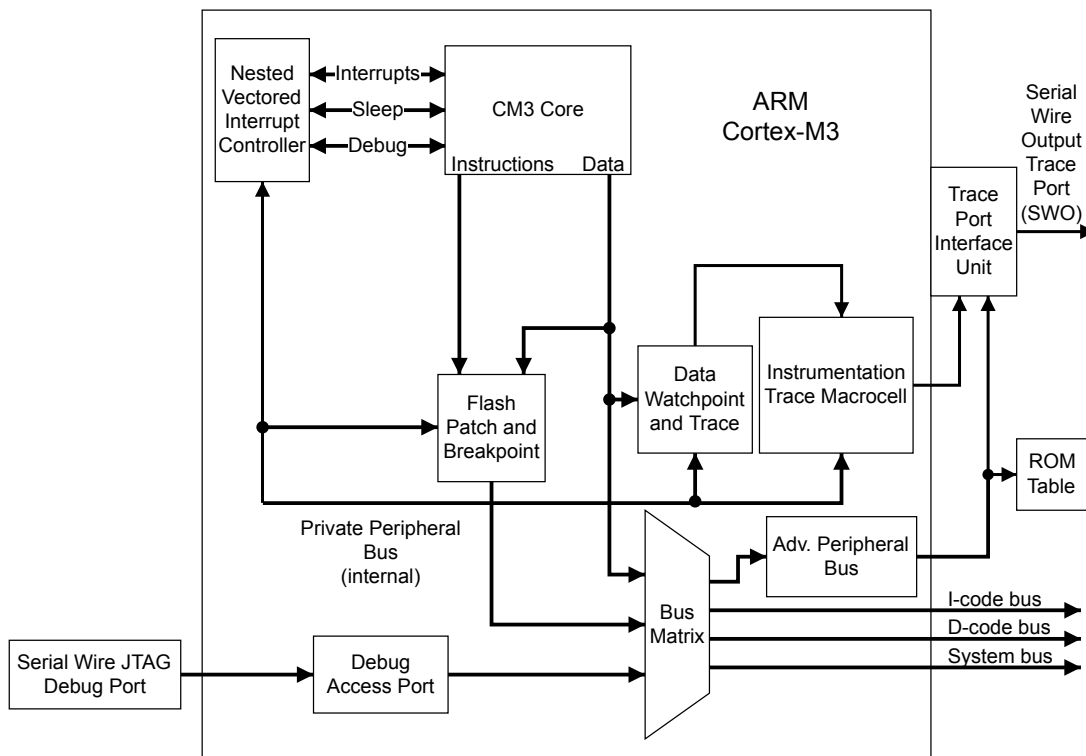 Nested
Vectored
Interrupt
Controller
Interrupts
Sleep
Debug
CM3 Core
Instructions
Data
ARM
Cortex-M3
Serial
Wire
Output
Trace
Port
(SWO)
Trace
Port
Interface
Unit
Flash
Patch and
Breakpoint
Data
Watchpoint
and Trace
Instrumentation
Trace Macrocell
ROM
Table
Private Peripheral
Bus
(internal)
Adv. Peripheral
Bus
Bus
Matrix
I-code bus
D-code bus
System bus
Serial Wire JTAG
Debug Port
Debug
Access Port